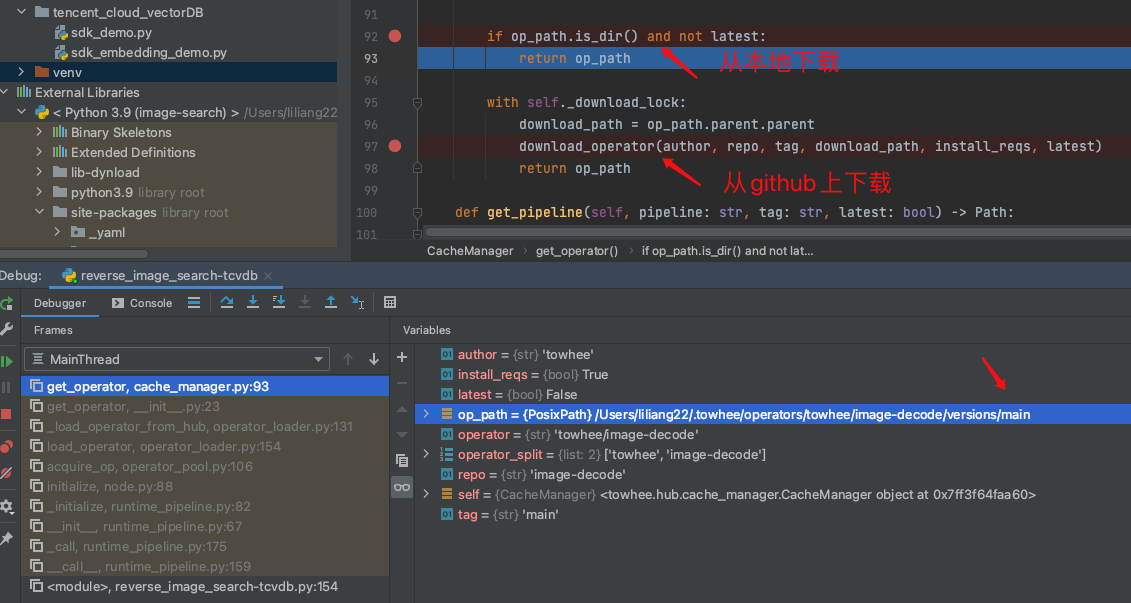 tencent_cloud_vectorDB
sdk_demo.py
sdk_embedding_demo.py
venv
External Libraries
< Python 3.9 (image-search) > /Users/liliang22
Binary Skeletons
Extended Definitions
lib-dynload
python3.9 library root
site-packages library root
_yaml
91
92 if op_path.is_dir() and not latest:
93 return op_path
从本地下载
94
95 with self._download_lock:
96 download_path = op_path.parent.parent
97 download_operator(author, repo, tag, download_path, install_reqs, latest)
98 return op_path
从github上下载
99
100 def get_pipeline(self, pipeline: str, tag: str, latest: bool) -> Path:
101
CacheManager › get_operator() › if op_path.is_dir() and not lat...
Debug: reverse_image_search-tcvdb ×
Debugger Console
Frames
MainThread
get_operator, cache_manager.py:93
get_operator, __init__.py:23
_load_operator_from_hub, operator_loader.py:131
load_operator, operator_loader.py:154
acquire_op, operator_pool.py:106
initialize, node.py:88
_initialize, runtime_pipeline.py:82
__init__, runtime_pipeline.py:67
_call, runtime_pipeline.py:175
__call__, runtime_pipeline.py:159
<module>, reverse_image_search-tcvdb.py:154
Variables
author = {str} 'towhee'
install_reqs = {bool} True
latest = {bool} False
op_path = {PosixPath} /Users/liliang22/.towhee/operators/towhee/image-decode/versions/main
operator = {str} 'towhee/image-decode'
operator_split = {list: 2} ['towhee', 'image-decode']
repo = {str} 'image-decode'
self = {CacheManager} <towhee.hub.cache_manager.CacheManager object at 0x7ff3f64faa60>
tag = {str} 'main'